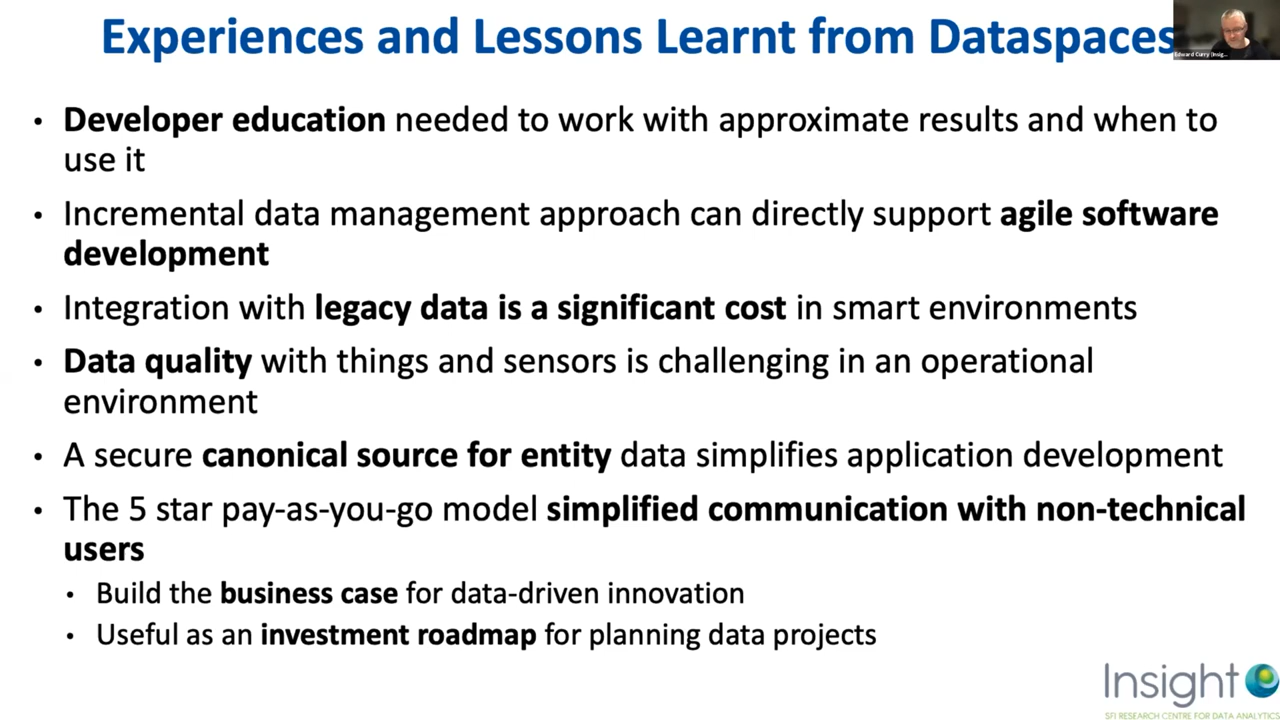 Experiences and Lessons Learnt from Dataspaces
Edward Curry (Insig...
• Developer education needed to work with approximate results and when to
use it
• Incremental data management approach can directly support agile software
development
• Integration with legacy data is a significant cost in smart environments
• Data quality with things and sensors is challenging in an operational
environment
• A secure canonical source for entity data simplifies application development
• The 5 star pay-as-you-go model simplified communication with non-technical
users
• Build the business case for data-driven innovation
• Useful as an investment roadmap for planning data projects
Insight
SFI RESEARCH CENTRE FOR DATA ANALYTICS